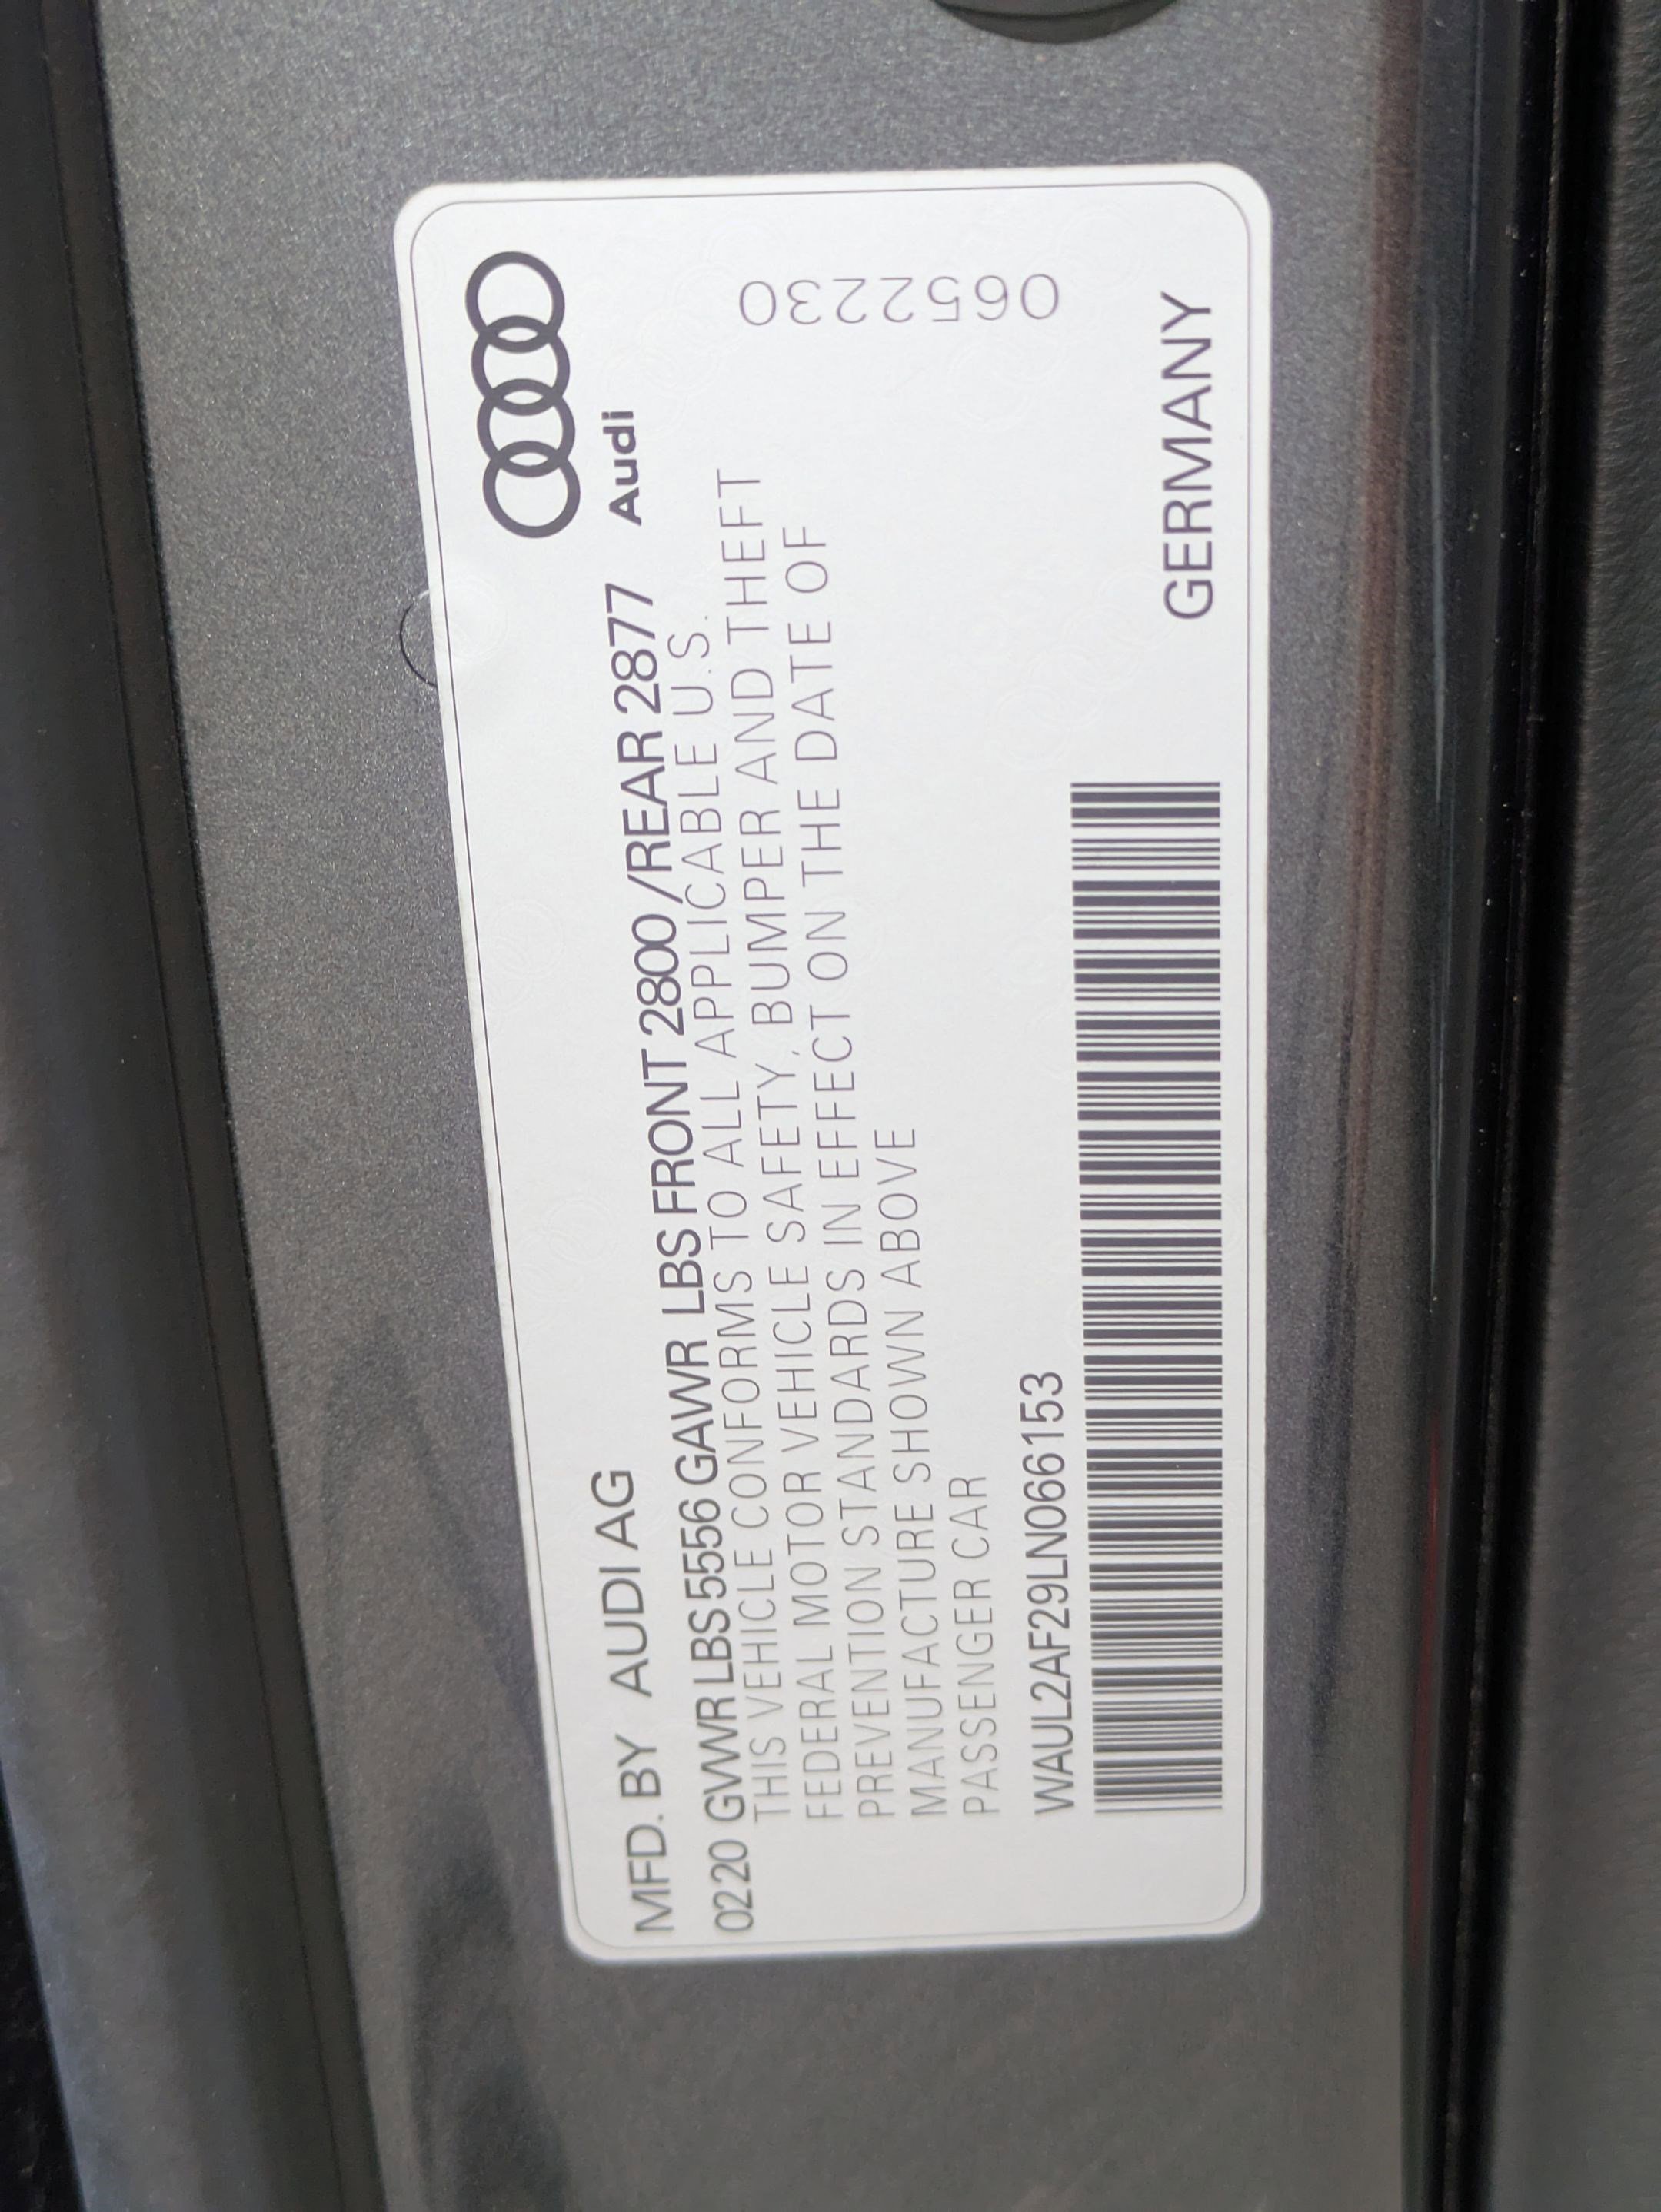 MFD. BY AUDI AG
0220 GVWR LBS 5556 GAWR LBS FRONT 2800 /REAR 2877
Audi
THIS VEHICLE CONFORMS TO ALL APPLICABLE U.S.
FEDERAL MOTOR VEHICLE SAFETY, BUMPER AND THEFT
PREVENTION STANDARDS IN EFFECT ON THE DATE OF
MANUFACTURE SHOWN ABOVE
PASSENGER CAR
0652230
WAUL2AF29LN066153
GERMANY